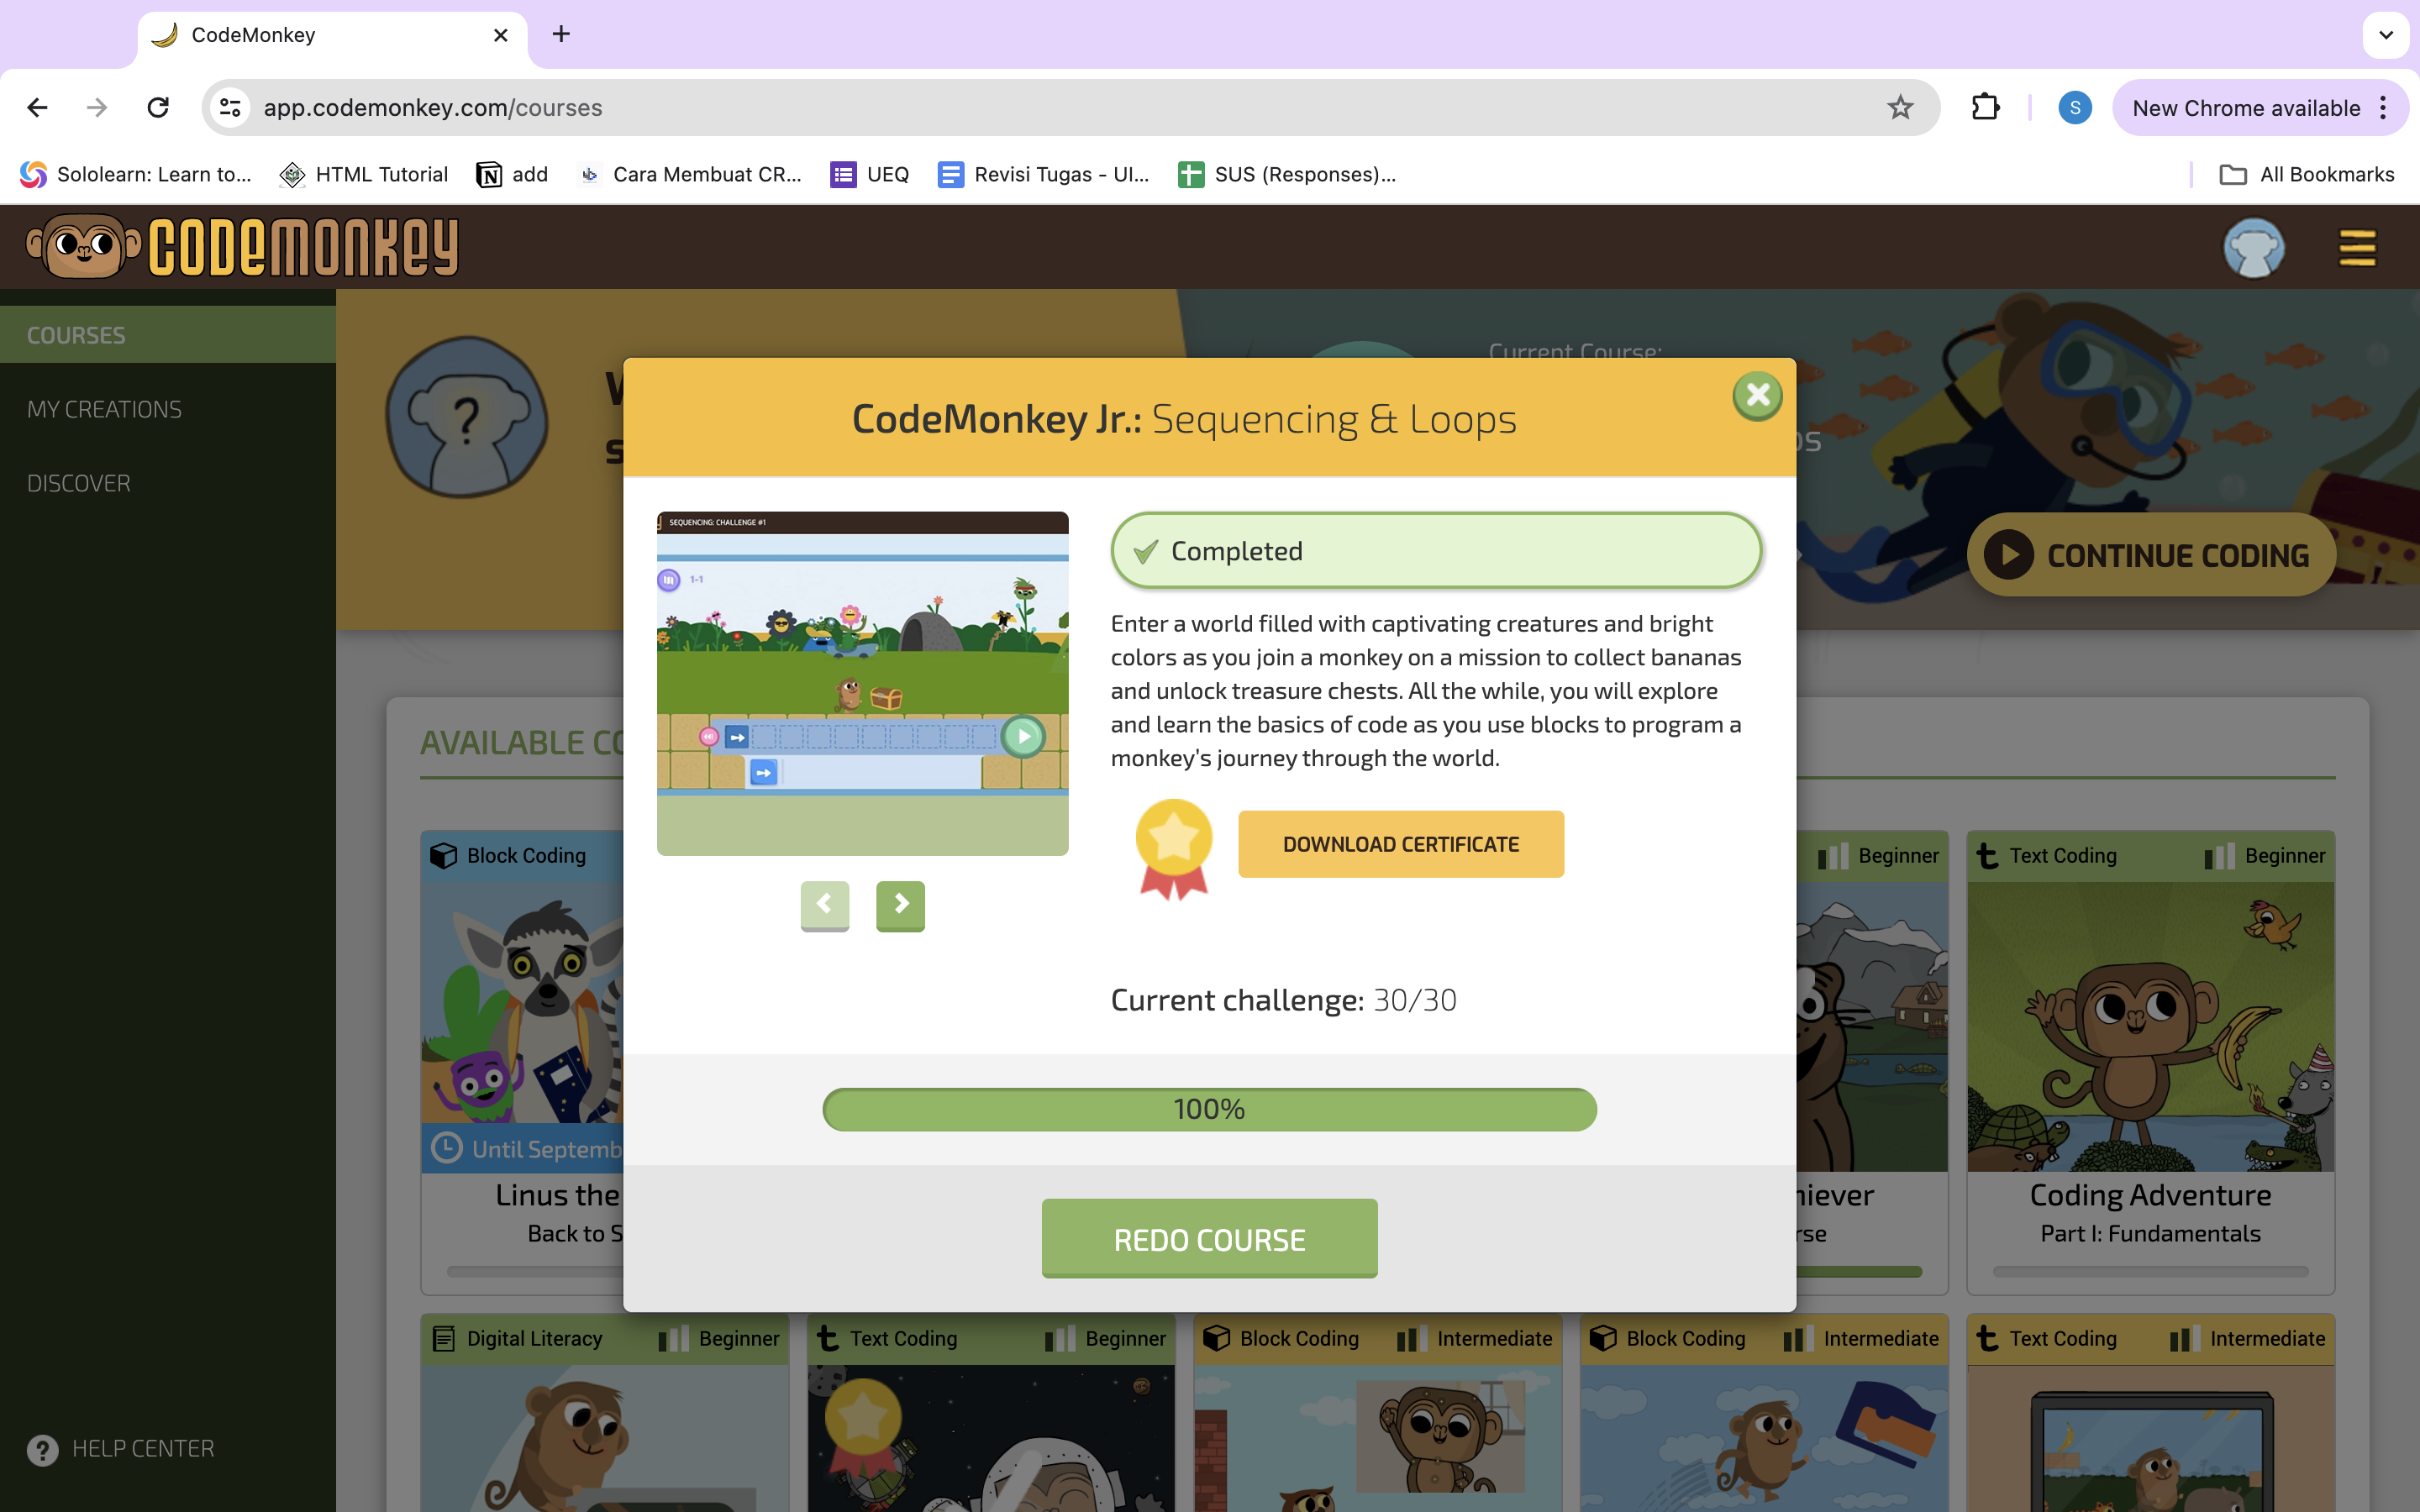 CodeMonkey
app.codemonkey.com/courses
S
New Chrome available
Sololearn: Learn to...
HTML Tutorial
add
Cara Membuat CR...
UEQ
Revisi Tugas - UI...
SUS (Responses)...
All Bookmarks
CODEMONKEY
COURSES
MY CREATIONS
DISCOVER
HELP CENTER
?
Current Course:
CONTINUE CODING
CodeMonkey Jr.: Sequencing & Loops
SEQUENCING: CHALLENGE #1
1-1
Completed
Enter a world filled with captivating creatures and bright
colors as you join a monkey on a mission to collect bananas
and unlock treasure chests. All the while, you will explore
and learn the basics of code as you use blocks to program a
monkey's journey through the world.
DOWNLOAD CERTIFICATE
Current challenge: 30/30
100%
REDO COURSE
AVAILABLE CO
Block Coding
Until Septemb
Linus the
Back to S
Beginner
hiever
rse
Text Coding
Beginner
Coding Adventure
Part I: Fundamentals
Digital Literacy
Beginner
Text Coding
Beginner
Block Coding
Intermediate
Block Coding
Intermediate
Text Coding
Intermediate